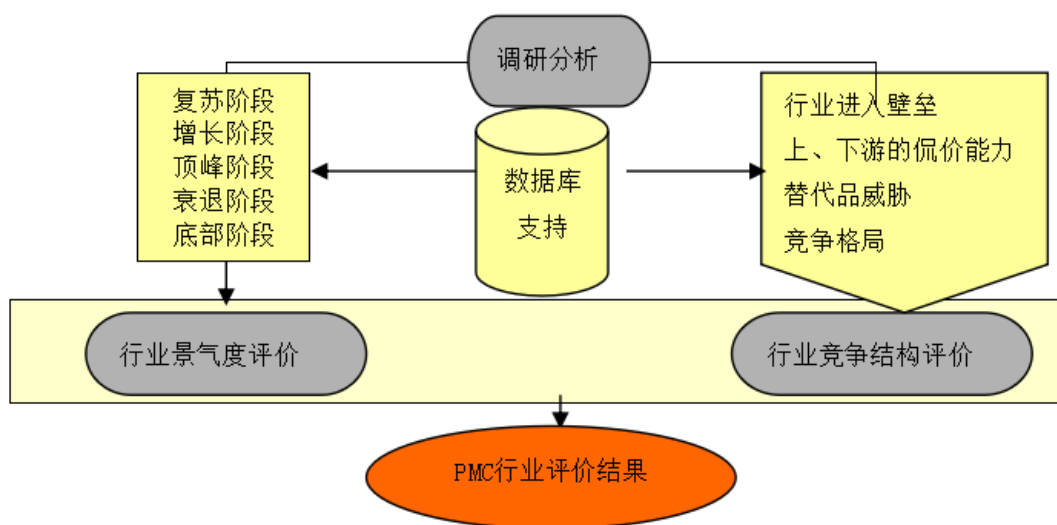 调研分析
复苏阶段
增长阶段
顶峰阶段
衰退阶段
底部阶段
数据库
支持
行业进入壁垒
上、下游的侃价能力
替代品威胁
竞争格局
行业景气度评价
行业竞争结构评价
PMC行业评价结果